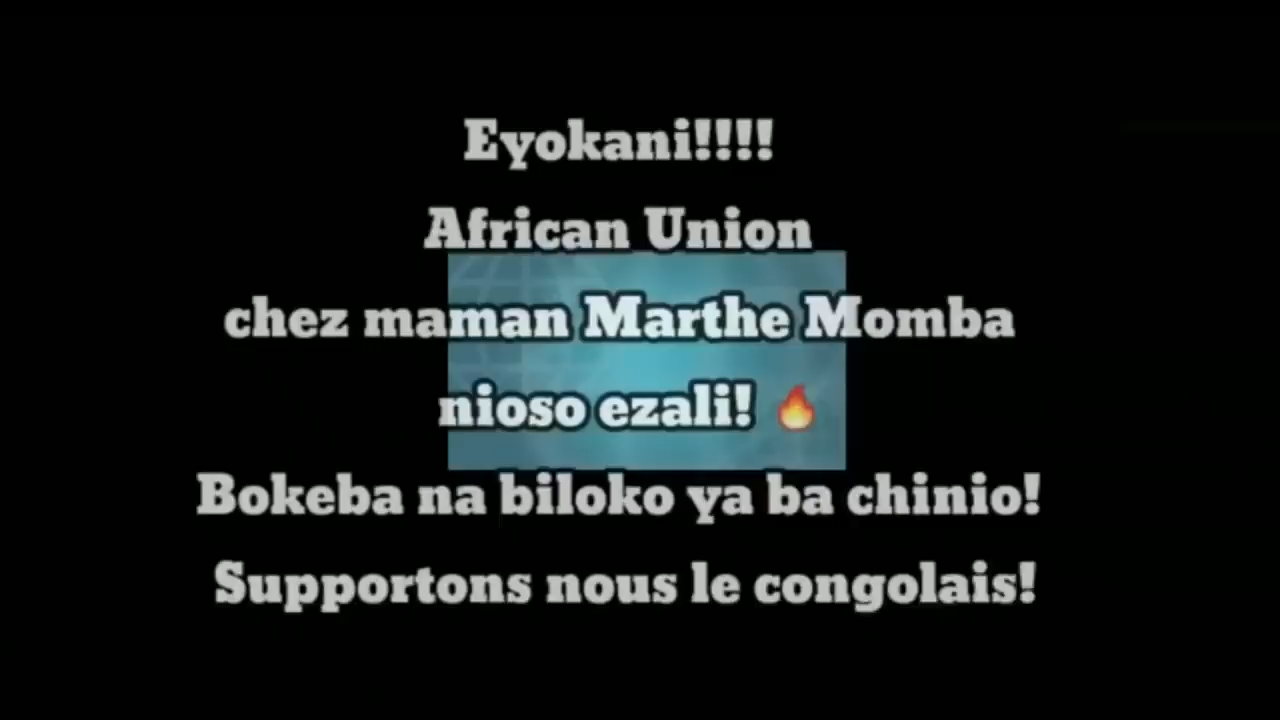 Eyokani!!!!
African Union
chez maman Marthe Momba
nioso ezali! 🔥
Bokeba na biloko ya ba chinio!
Supportons nous le congolais!